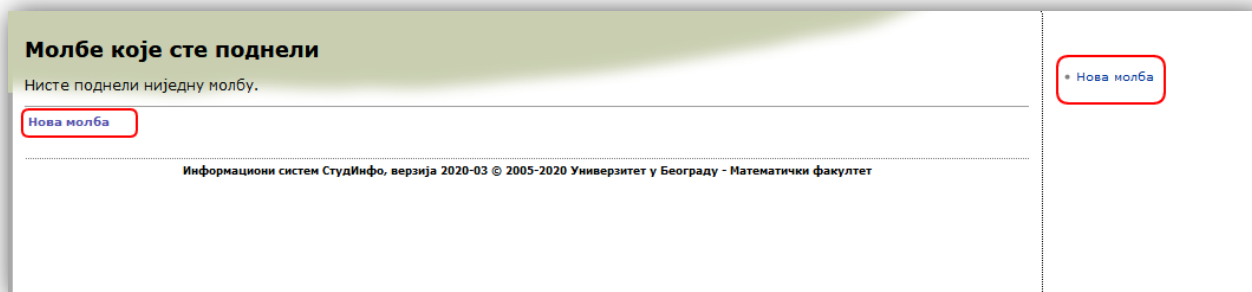 Молбе које сте поднели
Нисте поднели ниједну молбу.
Нова молба
Информациони систем СтудИнфо, верзија 2020-03 © 2005-2020 Универзитет у Београду - Математички факултет
Нова молба